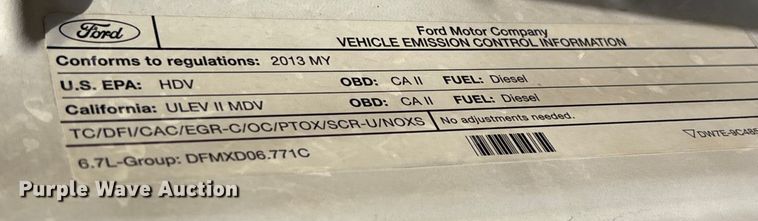 Ford
Ford Motor Company
VEHICLE EMISSION CONTROL INFORMATION
Conforms to regulations: 2013 MY
U.S. EPA: HDV OBD: CA II FUEL: Diesel
California: ULEV II MDV OBD: CA II FUEL: Diesel
TC/DFI/CAC/EGR-C/OC/PTOX/SCR-U/NOXS No adjustments needed.
6.7L-Group: DFMXD06.771C
Purple Wave Auction